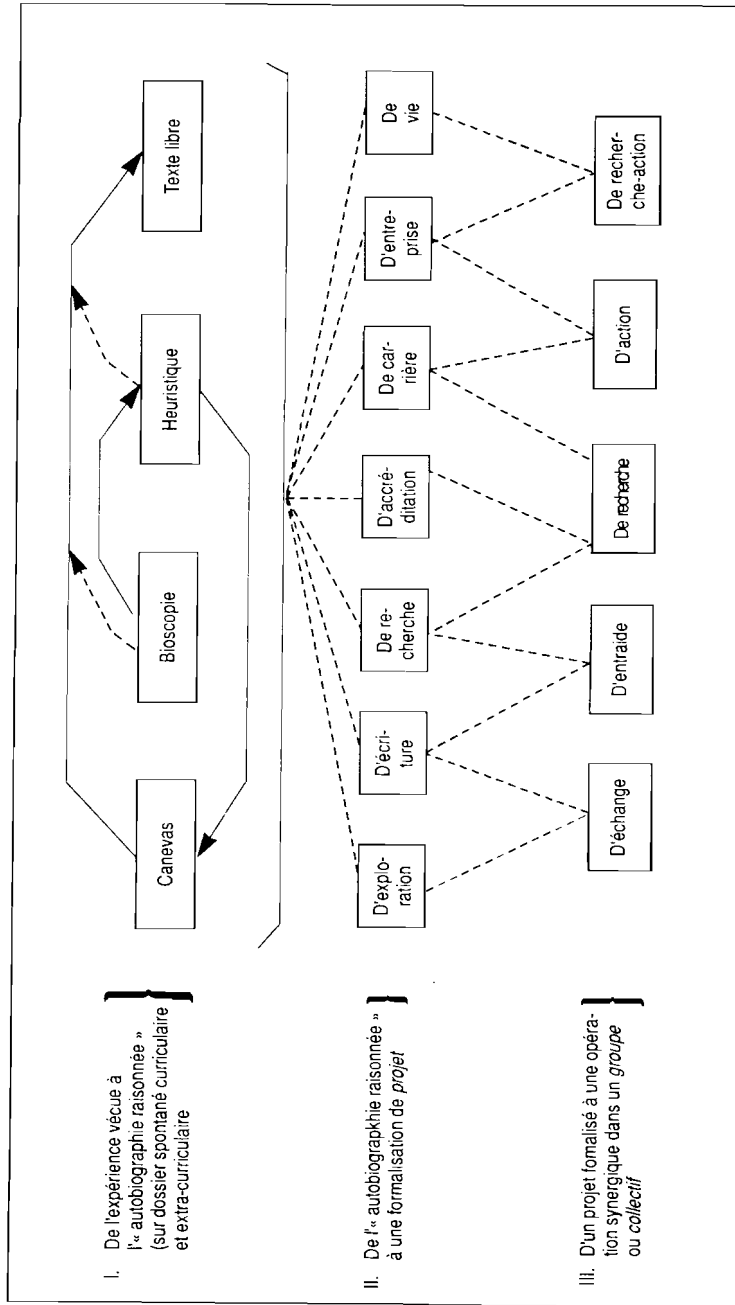 I. De l'expérience vécue à
l'« autobiographie raisonnée »
(sur dossier spontané curriculaire
et extra-curriculaire
Canevas
Bioscopie
Heuristique
Texte libre
II. De l'« autobiograpkhie raisonnée »
à une formalisation de projet
D'explo-
ration
D'écri-
ture
De re-
cherche
D'accré-
ditation
De car-
rière
D'entre-
prise
De
vie
III. D'un projet fomalisé à une opéra-
tion synergique dans un groupe
ou collectif
D'échange
D'entraide
De recherche
D'action
De recher-
che-action